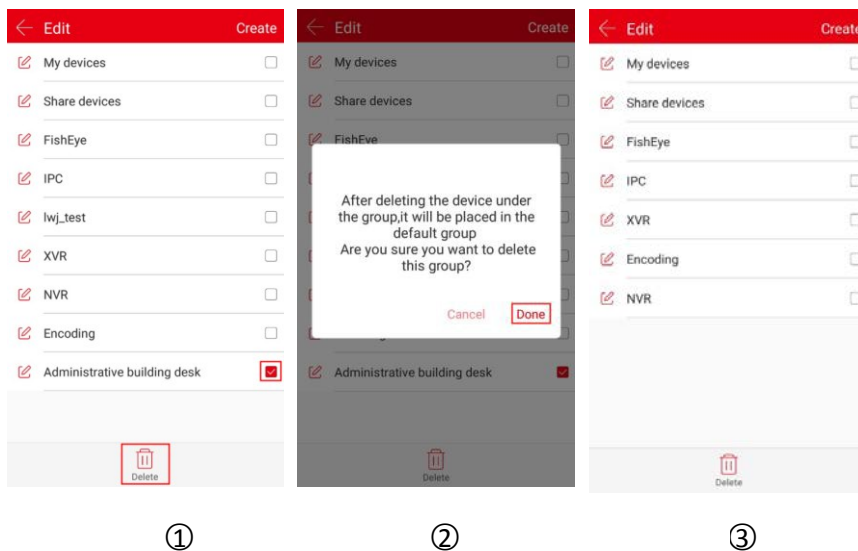 Edit Create
My devices
Share devices
FishEye
IPC
lwj_test
XVR
NVR
Encoding
Administrative building desk
Delete
①
Edit Create
My devices
Share devices
FishEye
After deleting the device under
the group,it will be placed in the
default group
Are you sure you want to delete
this group?
Cancel Done
Administrative building desk
Delete
②
Edit Create
My devices
Share devices
FishEye
IPC
XVR
Encoding
NVR
Delete
③